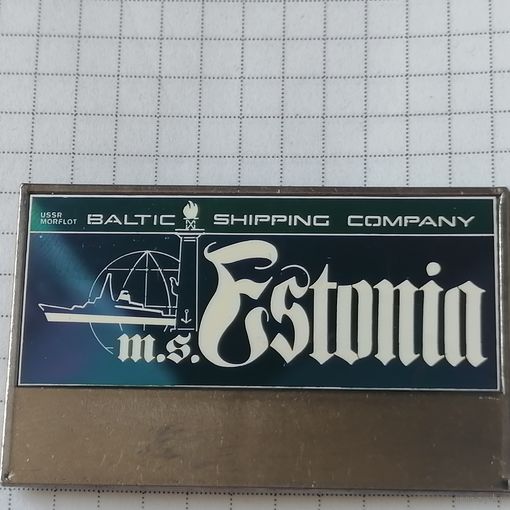 USSR
MORFLOT
BALTIC SHIPPING COMPANY
m.s. Estonia